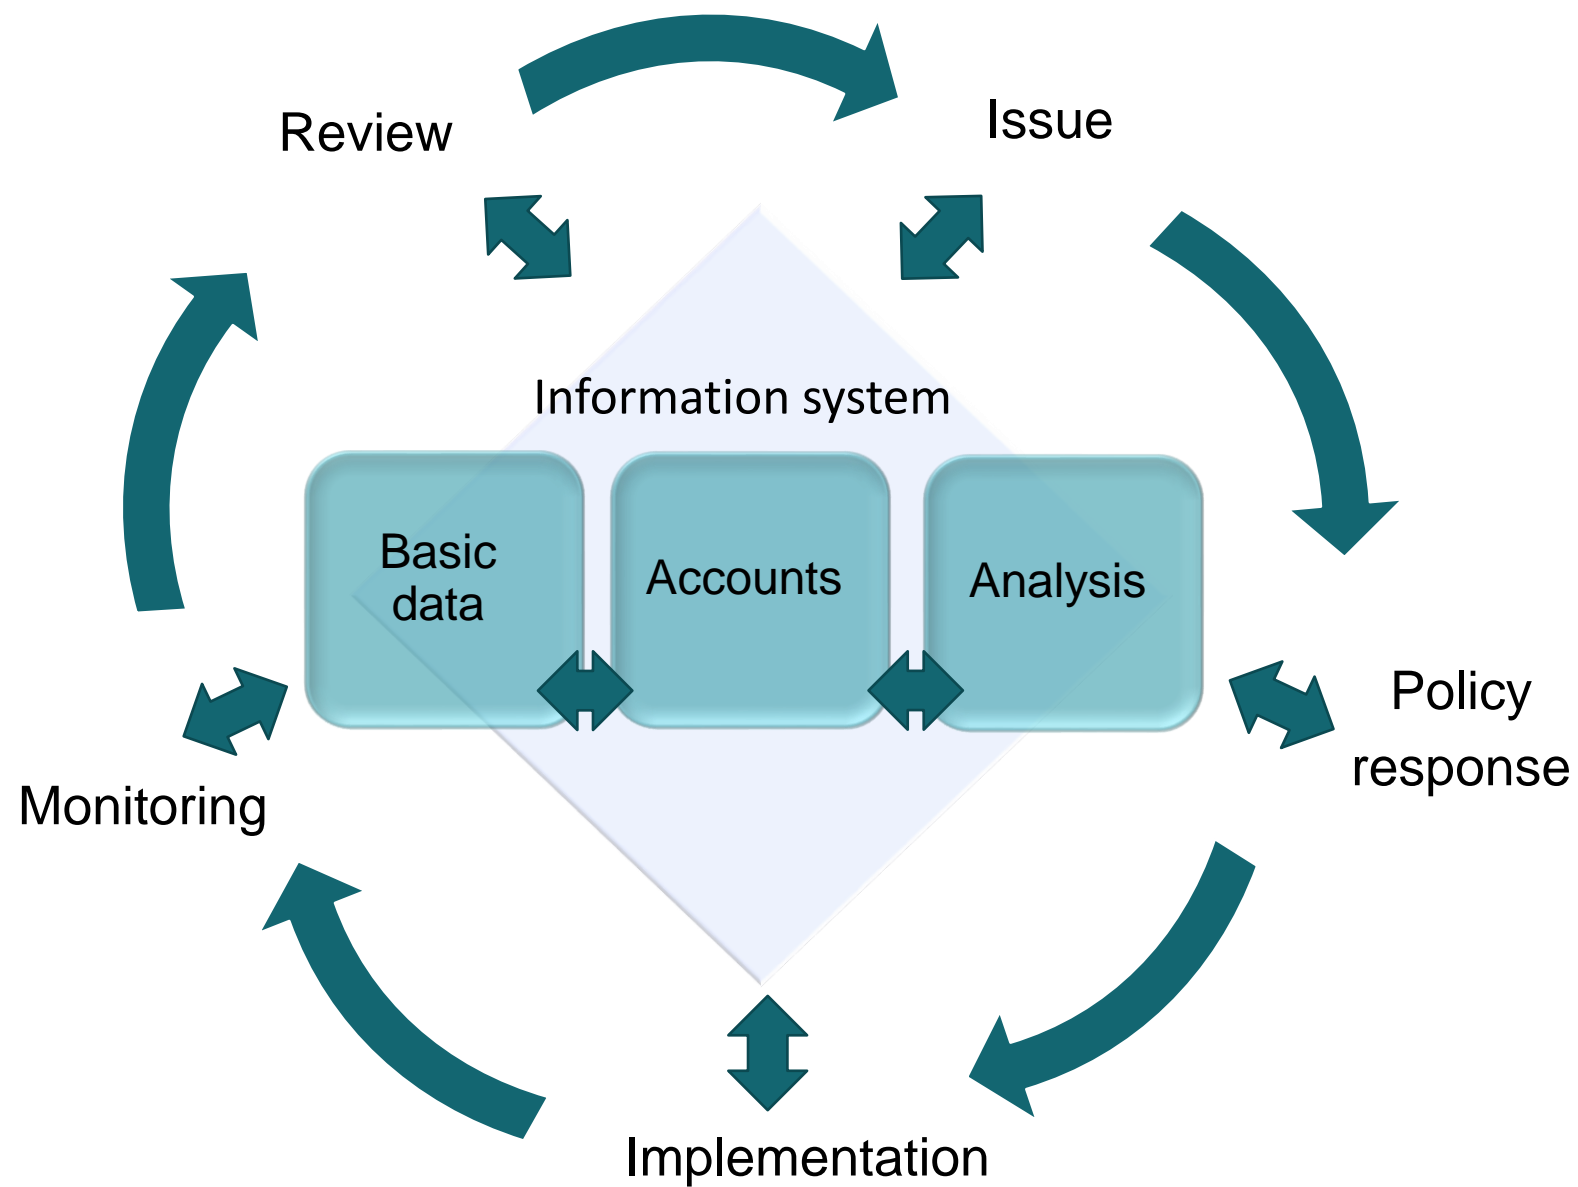 Review
Issue
Information system
Basic
data
Accounts
Analysis
Policy
response
Monitoring
Implementation